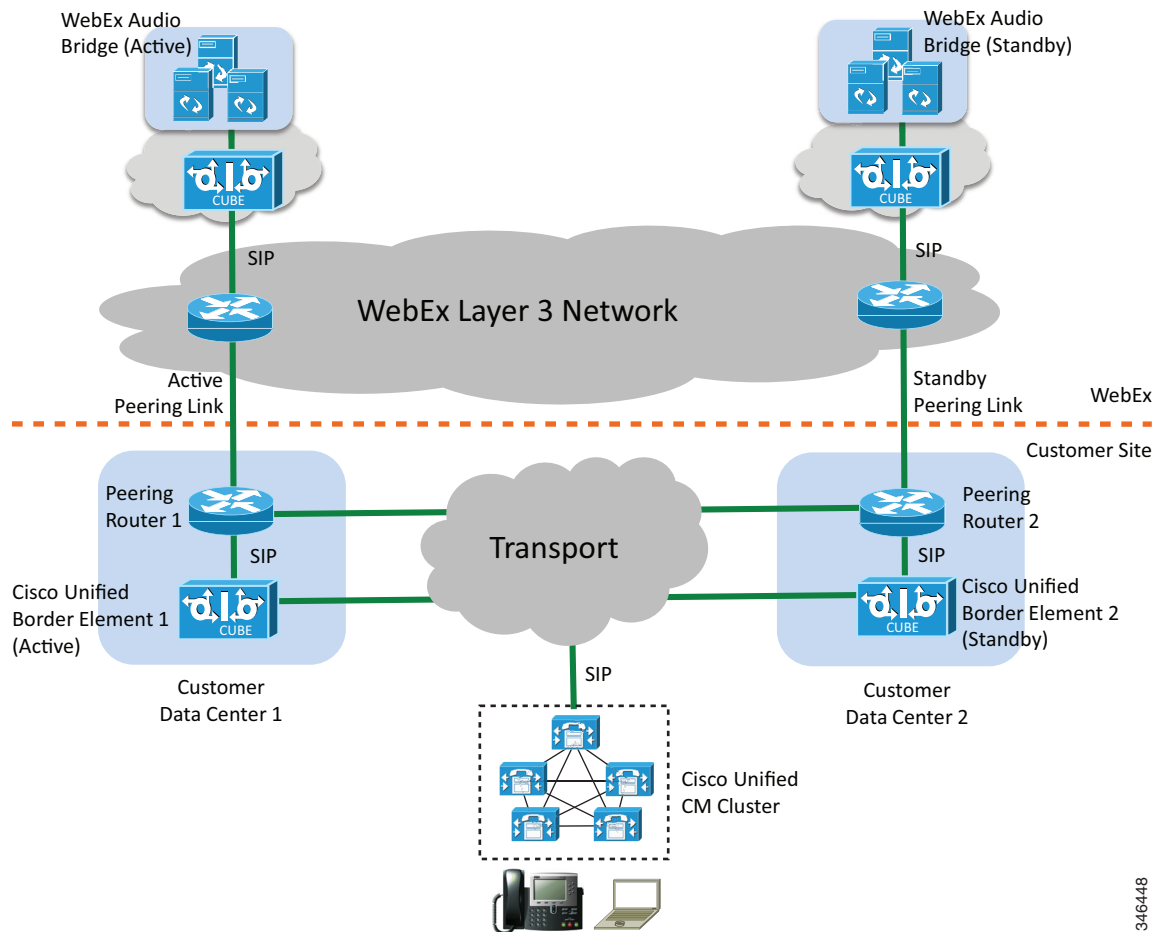 WebEx Audio
Bridge (Active)
WebEx Audio
Bridge (Standby)
CUBE
CUBE
SIP
SIP
WebEx Layer 3 Network
Active
Peering Link
Standby
Peering Link
WebEx
Customer Site
Peering
Router 1
Peering
Router 2
Transport
SIP
SIP
Cisco Unified
Border Element 1
(Active)
CUBE
CUBE
Cisco Unified
Border Element 2
(Standby)
SIP
Customer
Data Center 1
Customer
Data Center 2
Cisco Unified
CM Cluster
346448